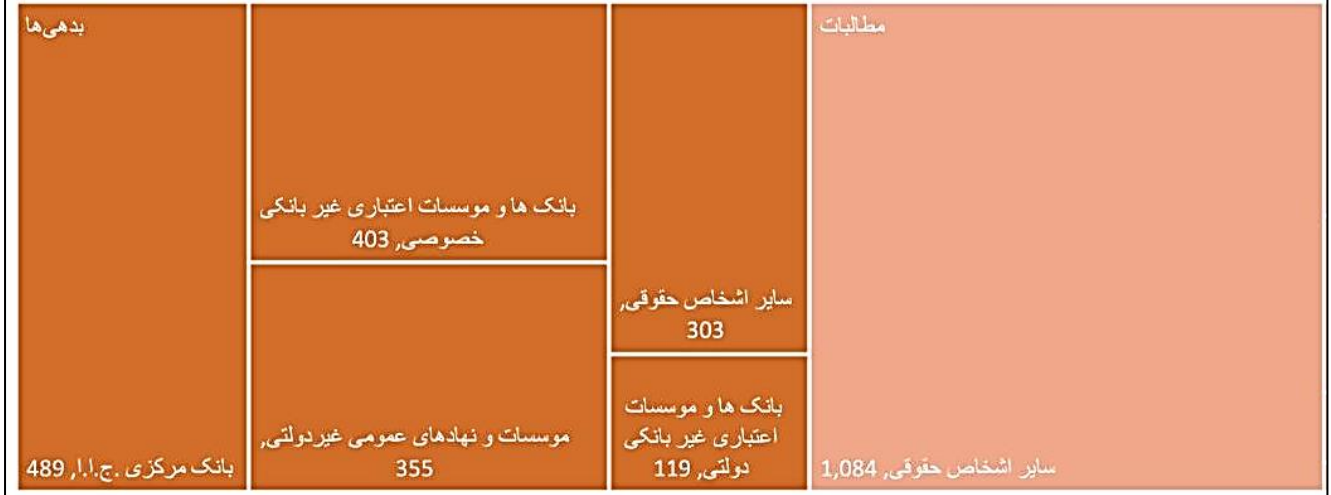 بدهی‌ها
بانک مرکزی .ج.ا.ا, 489
بانک ها و موسسات اعتباری غیر بانکی
خصوصی, 403
موسسات و نهادهای عمومی غیردولتی,
355
سایر اشخاص حقوقی,
303
بانک ها و موسسات
اعتباری غیر بانکی
دولتی, 119
مطالبات
سایر اشخاص حقوقی, 1,084